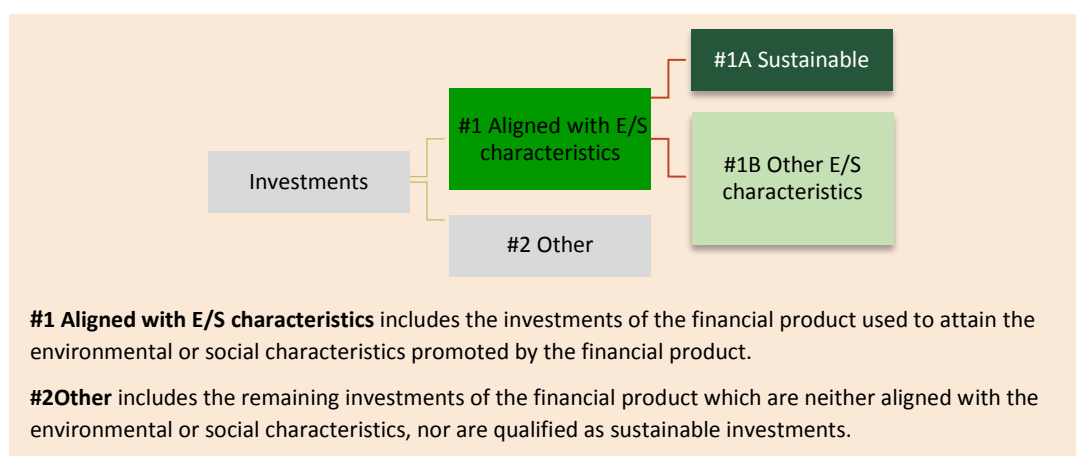 #1A Sustainable
#1 Aligned with E/S
characteristics
#1B Other E/S
characteristics
Investments
#2 Other
#1 Aligned with E/S characteristics includes the investments of the financial product used to attain the
environmental or social characteristics promoted by the financial product.
#2Other includes the remaining investments of the financial product which are neither aligned with the
environmental or social characteristics, nor are qualified as sustainable investments.